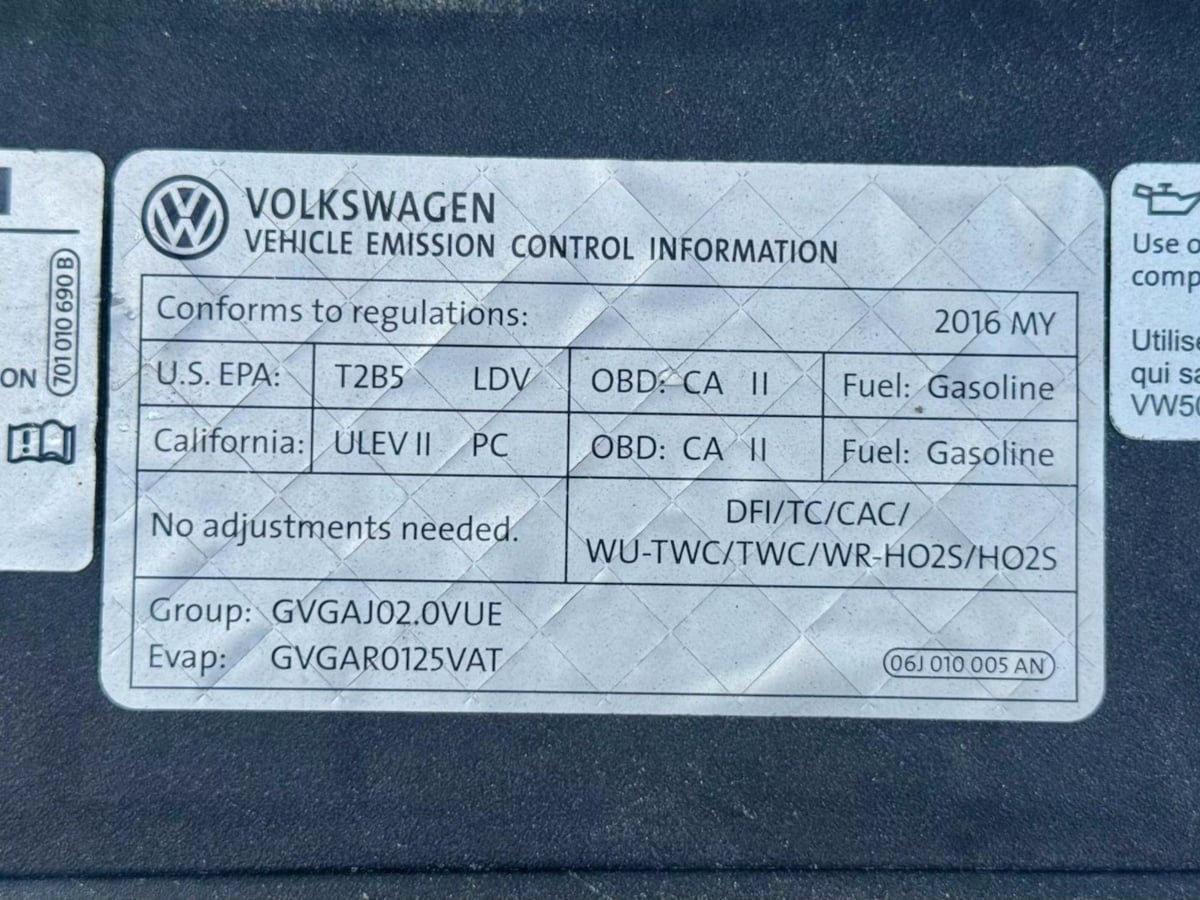 VOLKSWAGEN
VEHICLE EMISSION CONTROL INFORMATION
Conforms to regulations: 2016 MY
U.S. EPA: T2B5 LDV OBD: CA II Fuel: Gasoline
California: ULEV II PC OBD: CA II Fuel: Gasoline
No adjustments needed.
DFI/TC/CAC/
WU-TWC/TWC/WR-HO2S/HO2S
Group: GVGAJ02.0VUE
Evap: GVGAR0125VAT
06J 010 005 AN
701 010 690 B
ON
Use
comp
Utilise
qui sa
VW50